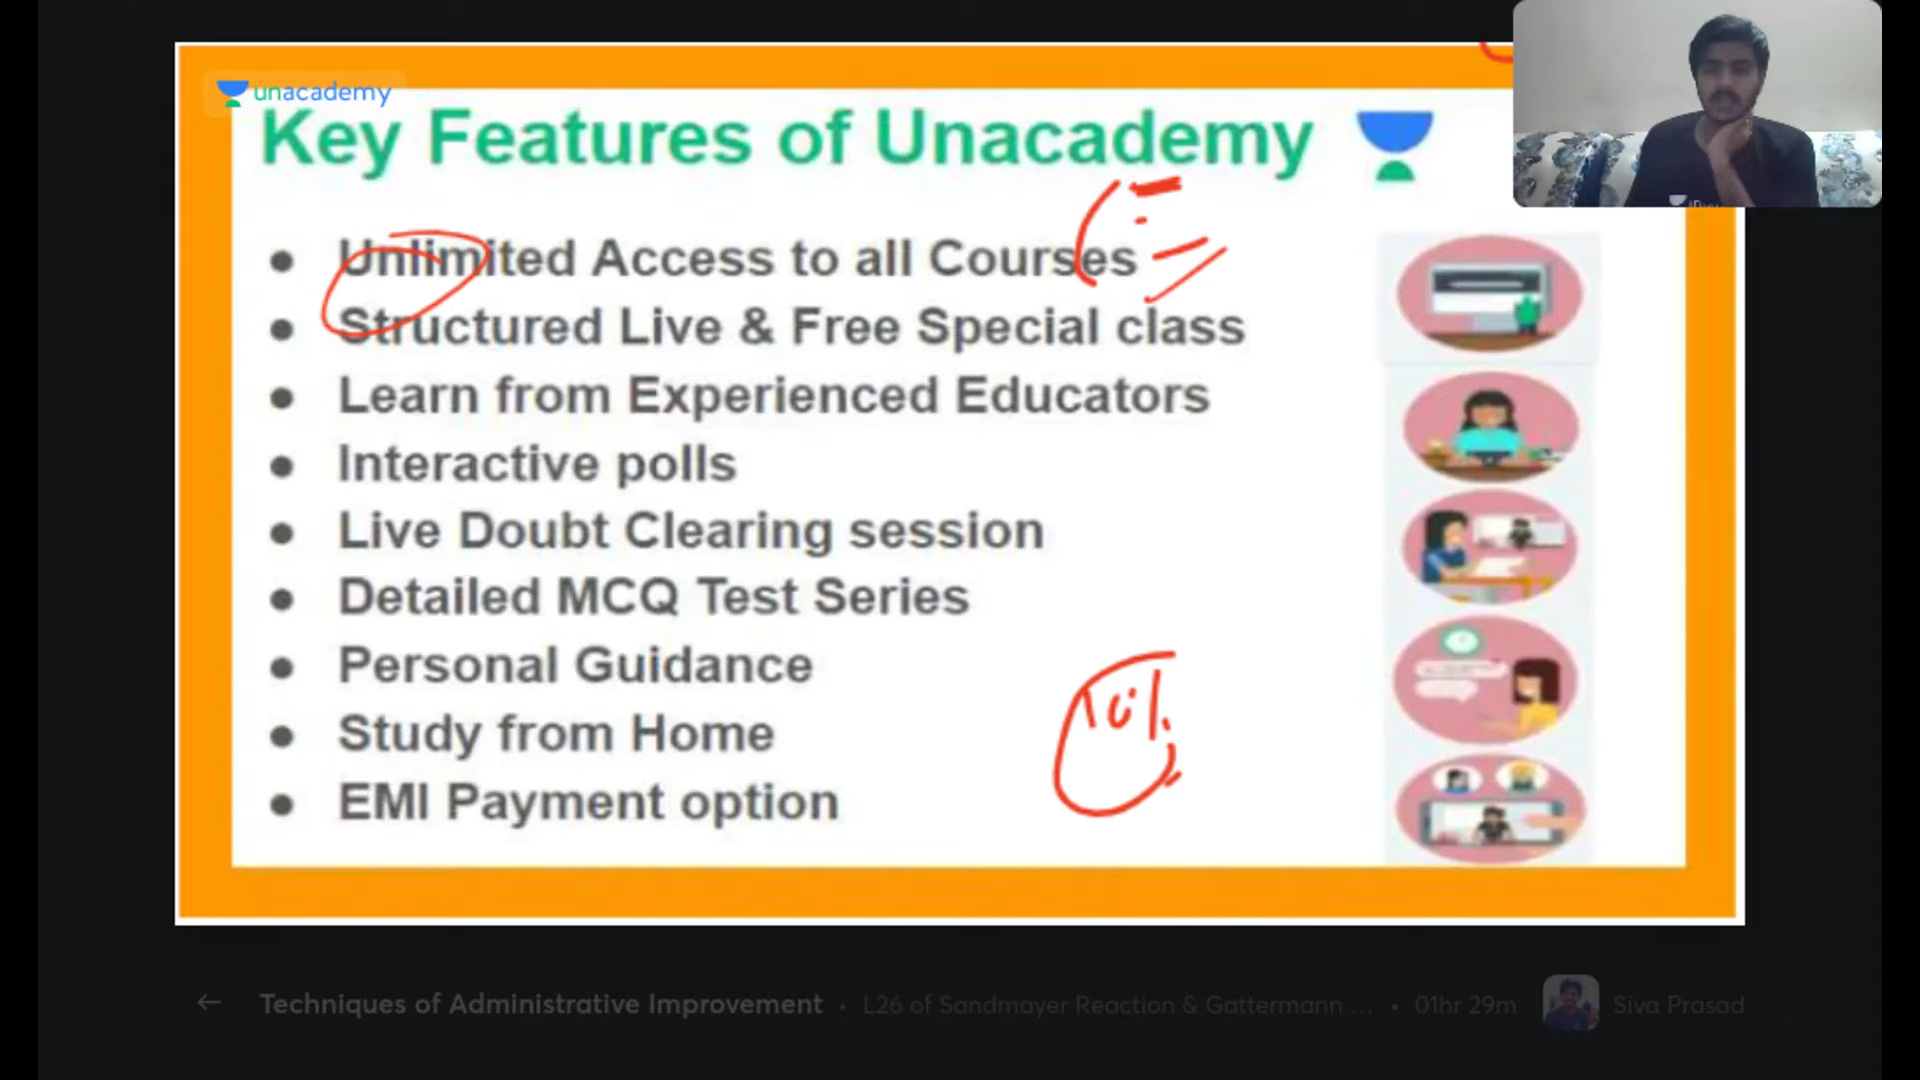 unacademy
Key Features of Unacademy
● Unlimited Access to all Courses
● Structured Live & Free Special class
● Learn from Experienced Educators
● Interactive polls
● Live Doubt Clearing session
● Detailed MCQ Test Series
● Personal Guidance
● Study from Home
● EMI Payment option
10%
← Techniques of Administrative Improvement • L26 of Sandmayer Reaction & Gattermann ... • 01hr 29m Siva Prasad